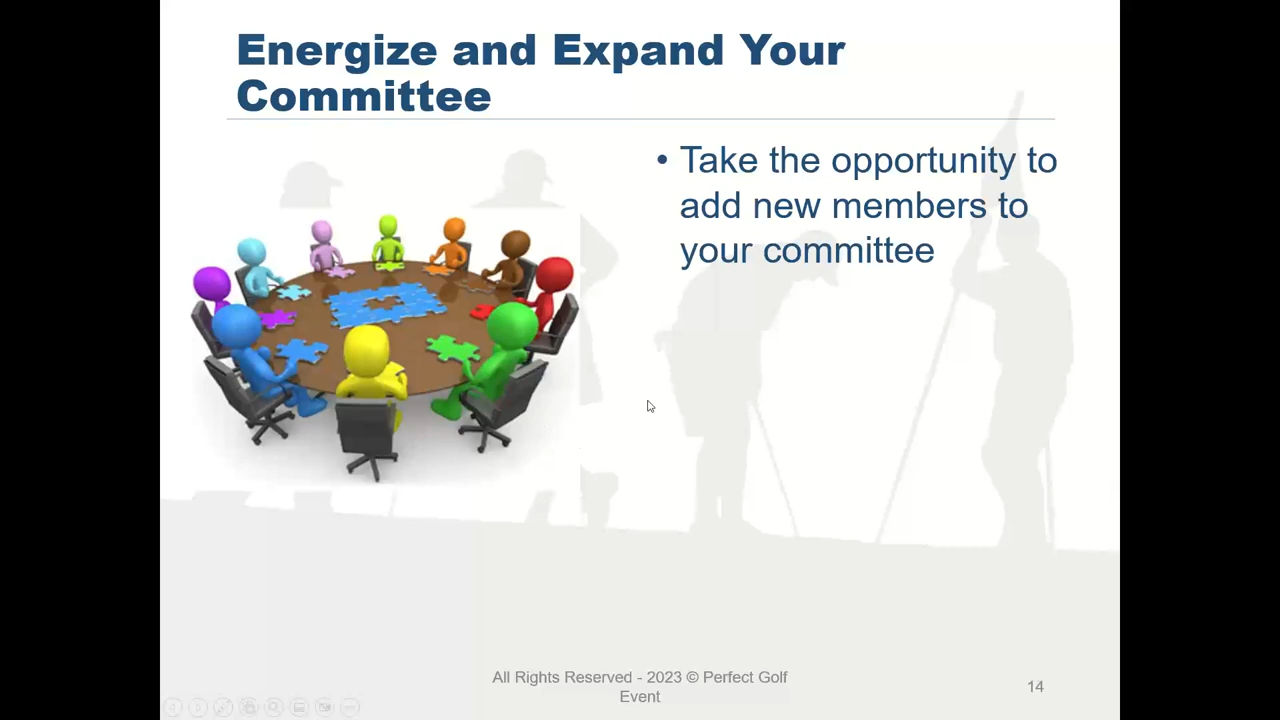 Energize and Expand Your
Committee
• Take the opportunity to
add new members to
your committee
All Rights Reserved - 2023 © Perfect Golf
Event
14